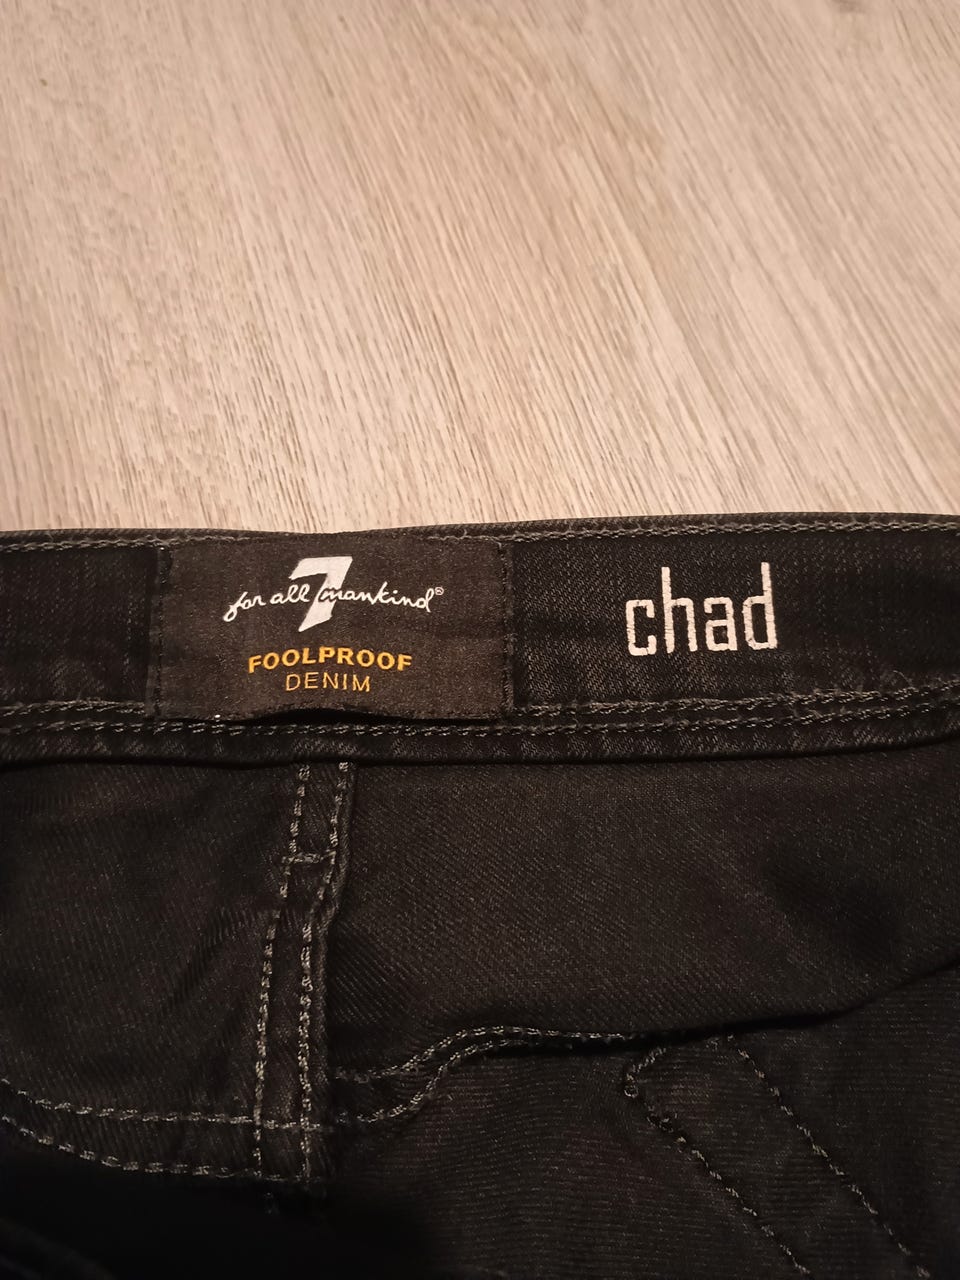 7
for all mankind®
FOOLPROOF
DENIM
chad